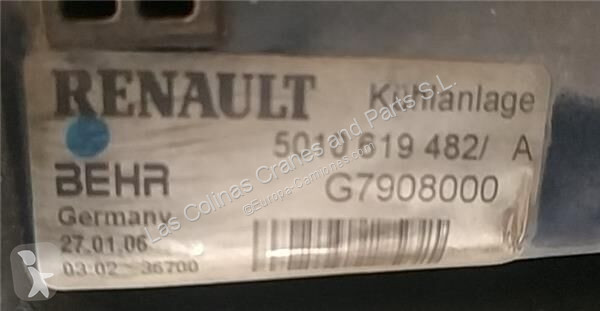 RENAULT Kühlanlage
5010 619 482/ A
BEHR G7908000
Germany
27.01.06
03:02 36700
Las Colinas Cranes and Parts S.L.
©Europa-Camiones.com